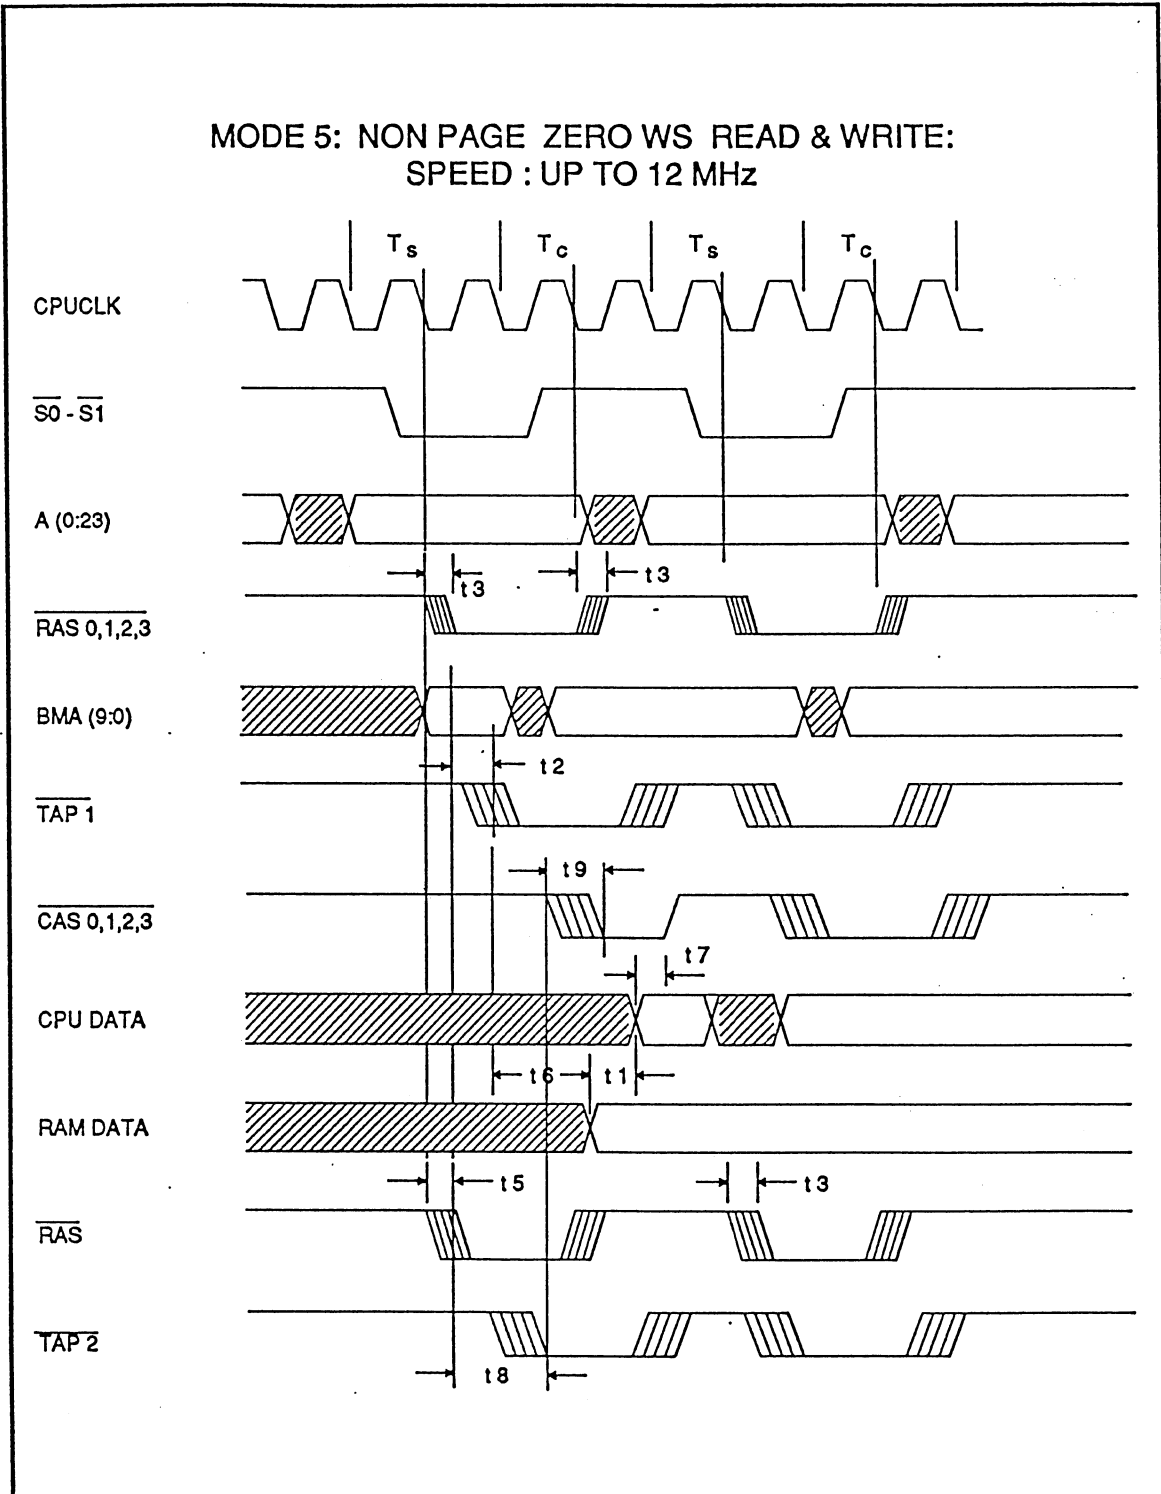 MODE 5: NON PAGE ZERO WS READ & WRITE:
SPEED : UP TO 12 MHz
Ts Tc Ts Tc
CPUCLK
S0 - S1
A (0:23)
t3 t3
RAS 0,1,2,3
BMA (9:0)
t2
TAP 1
t9
CAS 0,1,2,3
t7
CPU DATA
t6 t1
RAM DATA
t5 t3
RAS
TAP 2
t8